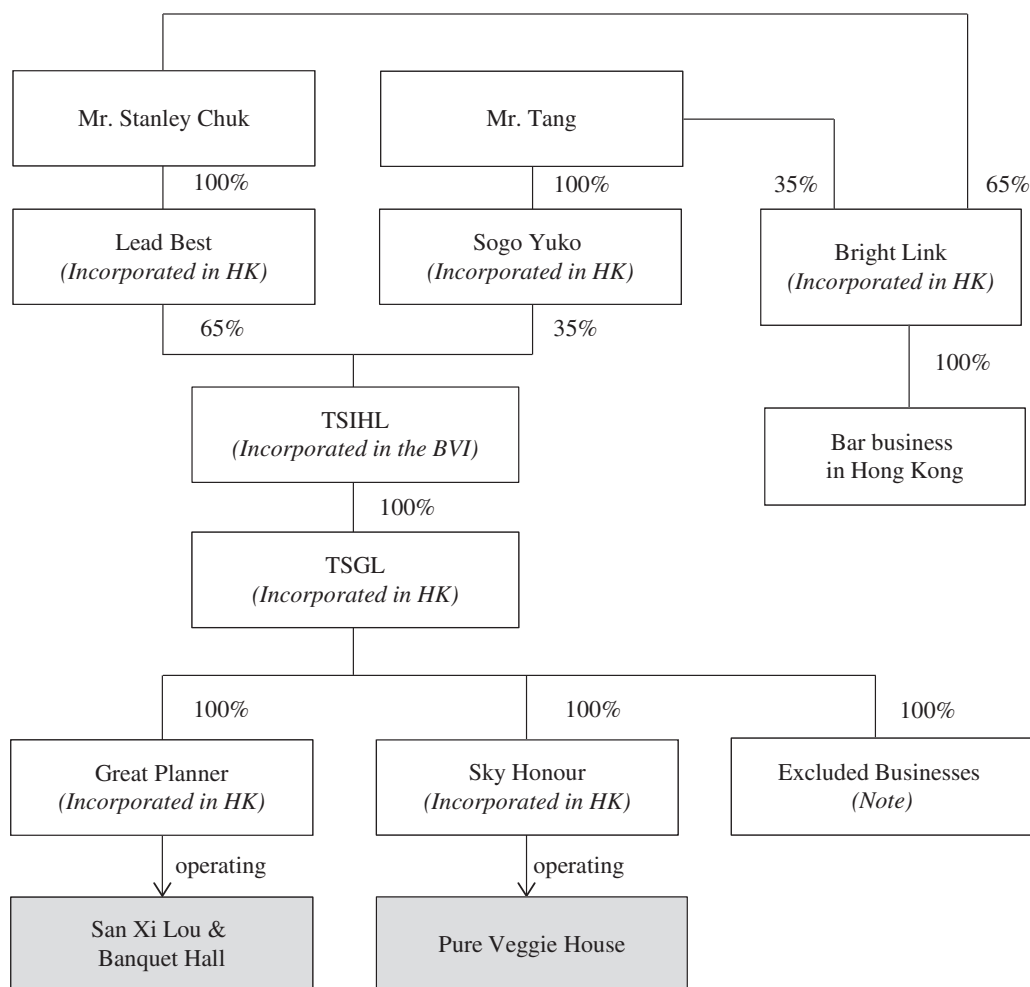 Mr. Stanley Chuk
Mr. Tang
100%
100%
35%
65%
Lead Best
(Incorporated in HK)
Sogo Yuko
(Incorporated in HK)
Bright Link
(Incorporated in HK)
65%
35%
100%
TSIHL
(Incorporated in the BVI)
Bar business
in Hong Kong
100%
TSGL
(Incorporated in HK)
100%
100%
100%
Great Planner
(Incorporated in HK)
Sky Honour
(Incorporated in HK)
Excluded Businesses
(Note)
operating
operating
San Xi Lou &
Banquet Hall
Pure Veggie House